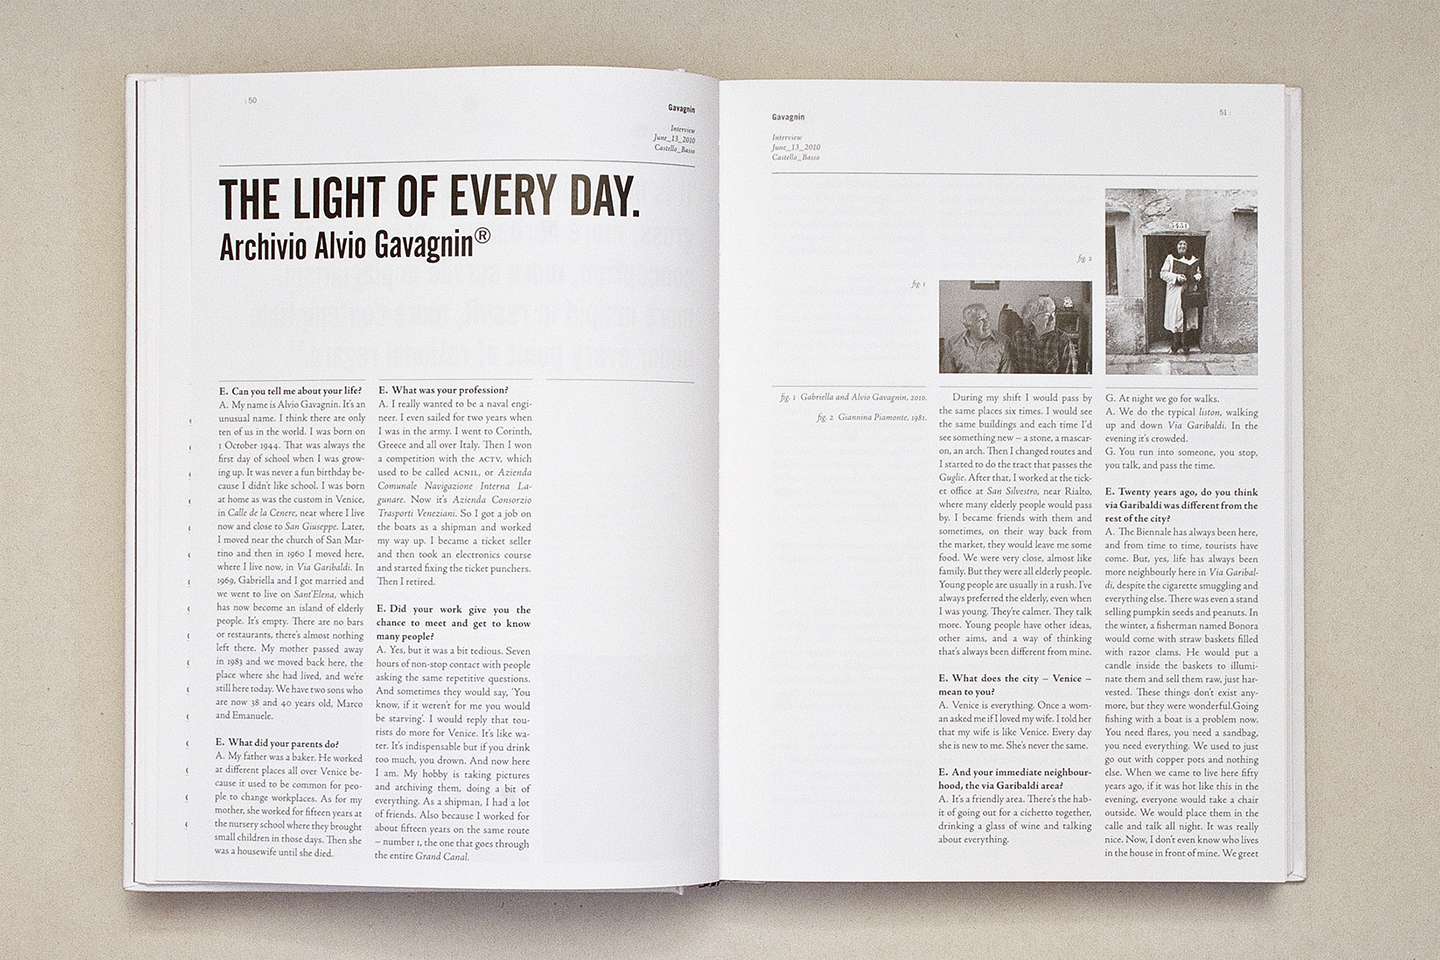 50
Gavagnin
Interview
June_13_2010
Castello_Basso
THE LIGHT OF EVERY DAY.
Archivio Alvio Gavagnin®
E. Can you tell me about your life?
A. My name is Alvio Gavagnin. It's an
unusual name. I think there are only
ten of us in the world. I was born on
1 October 1944. That was always the
first day of school when I was grow-
ing up. It was never a fun birthday be-
cause I didn't like school. I was born
at home as was the custom in Venice,
in Calle de la Cenere, near where I live
now and close to San Giuseppe. Later,
I moved near the church of San Mar-
tino and then in 1960 I moved here,
where I live now, in Via Garibaldi. In
1969, Gabriella and I got married and
we went to live on Sant'Elena, which
has now become an island of elderly
people. It's empty. There are no bars
or restaurants, there's almost nothing
left there. My mother passed away
in 1983 and we moved back here, the
place where she had lived, and we're
still here today. We have two sons who
are now 38 and 40 years old, Marco
and Emanuele.
E. What did your parents do?
A. My father was a baker. He worked
at different places all over Venice be-
cause it used to be common for peo-
ple to change workplaces. As for my
mother, she worked for fifteen years at
the nursery school where they brought
small children in those days. Then she
was a housewife until she died.
E. What was your profession?
A. I really wanted to be a naval engi-
neer. I even sailed for two years when
I was in the army. I went to Corinth,
Greece and all over Italy. Then I won
a competition with the ACTV, which
used to be called ACNIL, or Azienda
Comunale Navigazione Interna La-
gunare. Now it's Azienda Consorzio
Trasporti Veneziani. So I got a job on
the boats as a shipman and worked
my way up. I became a ticket seller
and then took an electronics course
and started fixing the ticket punchers.
Then I retired.
E. Did your work give you the
chance to meet and get to know
many people?
A. Yes, but it was a bit tedious. Seven
hours of non-stop contact with people
asking the same repetitive questions.
And sometimes they would say, 'You
know, if it weren't for me you would
be starving'. I would reply that tou-
rists do more for Venice. It's like wa-
ter. It's indispensable but if you drink
too much, you drown. And now here
I am. My hobby is taking pictures
and archiving them, doing a bit of
everything. As a shipman, I had a lot
of friends. Also because I worked for
about fifteen years on the same route
– number 1, the one that goes through
the entire Grand Canal.
Gavagnin
51
Interview
June_13_2010
Castello_Basso
fig. 2
fig. 1
5451
fig. 1 Gabriella and Alvio Gavagnin, 2010.
fig. 2 Giannina Piamonte, 1981.
During my shift I would pass by
the same places six times. I would see
the same buildings and each time I'd
see something new – a stone, a mascar-
on, an arch. Then I changed routes and
I started to do the tract that passes the
Guglie. After that, I worked at the tick-
et office at San Silvestro, near Rialto,
where many elderly people would pass
by. I became friends with them and
sometimes, on their way back from
the market, they would leave me some
food. We were very close, almost like
family. But they were all elderly people.
Young people are usually in a rush. I've
always preferred the elderly, even when
I was young. They're calmer. They talk
more. Young people have other ideas,
other aims, and a way of thinking
that's always been different from mine.
E. What does the city – Venice –
mean to you?
A. Venice is everything. Once a wom-
an asked me if I loved my wife. I told her
that my wife is like Venice. Every day
she is new to me. She's never the same.
E. And your immediate neighbour-
hood, the via Garibaldi area?
A. It's a friendly area. There's the hab-
it of going out for a cichetto together,
drinking a glass of wine and talking
about everything.
G. At night we go for walks.
A. We do the typical liston, walking
up and down Via Garibaldi. In the
evening it's crowded.
G. You run into someone, you stop,
you talk, and pass the time.
E. Twenty years ago, do you think
via Garibaldi was different from the
rest of the city?
A. The Biennale has always been here,
and from time to time, tourists have
come. But, yes, life has always been
more neighbourly here in Via Garibal-
di, despite the cigarette smuggling and
everything else. There was even a stand
selling pumpkin seeds and peanuts. In
the winter, a fisherman named Bonora
would come with straw baskets filled
with razor clams. He would put a
candle inside the baskets to illumi-
nate them and sell them raw, just har-
vested. These things don't exist any-
more, but they were wonderful.Going
fishing with a boat is a problem now.
You need flares, you need a sandbag,
you need everything. We used to just
go out with copper pots and nothing
else. When we came to live here fifty
years ago, if it was hot like this in the
evening, everyone would take a chair
outside. We would place them in the
calle and talk all night. It was really
nice. Now, I don't even know who lives
in the house in front of mine. We greet